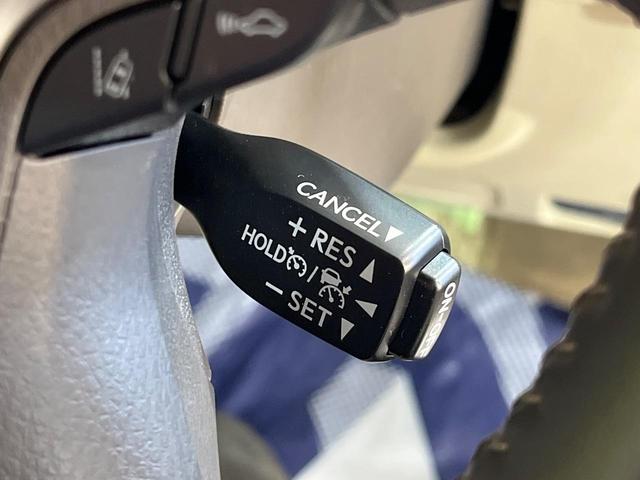 CANCEL▼
+ RES ▲
HOLD / ◀
− SET ▼
ON-OFF